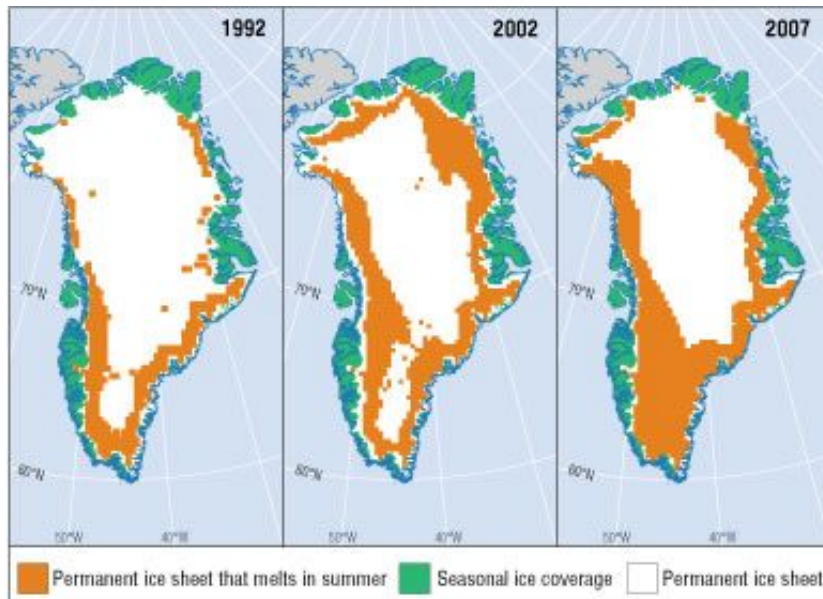 1992
2002
2007
70°N
70°N
70°N
60°N
60°N
60°N
50°W
40°W
50°W
40°W
50°W
40°W
Permanent ice sheet that melts in summer
Seasonal ice coverage
Permanent ice sheet